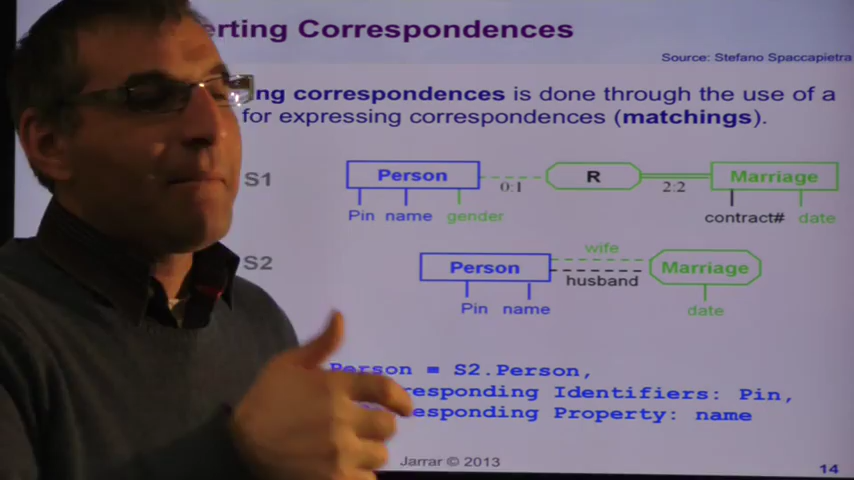 erting Correspondences
Source: Stefano Spaccapietra
ng correspondences is done through the use of a
for expressing correspondences (matchings).
S1
Person
0:1
R
2:2
Marriage
Pin name gender
contract# date
S2
Person
wife
husband
Marriage
Pin name
date
Person ≡ S2.Person,
responding Identifiers: Pin,
responding Property: name
Jarrar © 2013
14